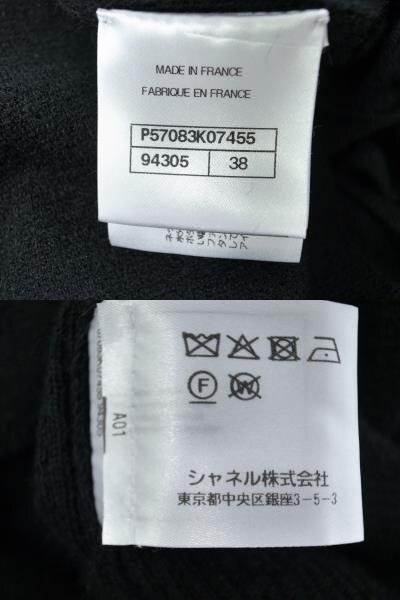 MADE IN FRANCE
FABRIQUE EN FRANCE
P57083K07455
94305 38
F
W
A01
シャネル株式会社
東京都中央区銀座3-5-3